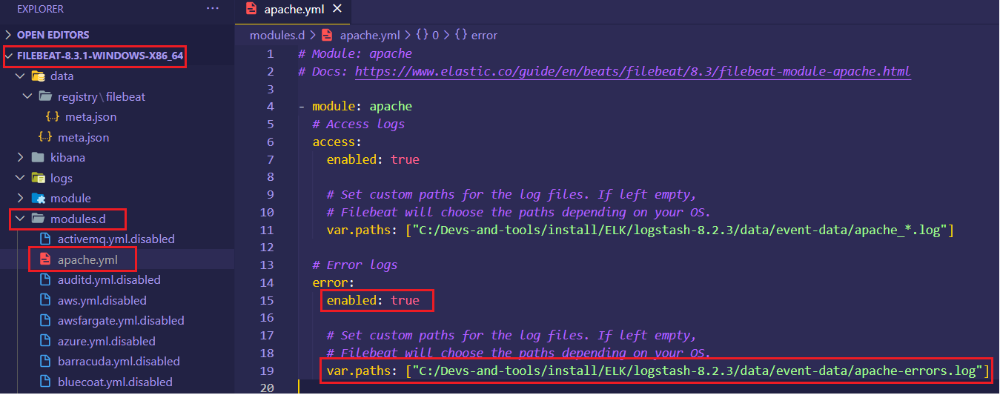 EXPLORER
···
OPEN EDITORS
FILEBEAT-8.3.1-WINDOWS-X86_64
data
registry\filebeat
meta.json
meta.json
kibana
logs
module
modules.d
activemq.yml.disabled
apache.yml
auditd.yml.disabled
aws.yml.disabled
awsfargate.yml.disabled
azure.yml.disabled
barracuda.yml.disabled
bluecoat.yml.disabled
apache.yml
modules.d > apache.yml > {} 0 > {} error
1 # Module: apache
2 # Docs: https://www.elastic.co/guide/en/beats/filebeat/8.3/filebeat-module-apache.html
3
4 - module: apache
5   # Access logs
6   access:
7     enabled: true
8
9     # Set custom paths for the log files. If left empty,
10     # Filebeat will choose the paths depending on your OS.
11     var.paths: ["C:/Devs-and-tools/install/ELK/logstash-8.2.3/data/event-data/apache_*.log"]
12
13   # Error logs
14   error:
15     enabled: true
16
17     # Set custom paths for the log files. If left empty,
18     # Filebeat will choose the paths depending on your OS.
19     var.paths: ["C:/Devs-and-tools/install/ELK/logstash-8.2.3/data/event-data/apache-errors.log"]
20